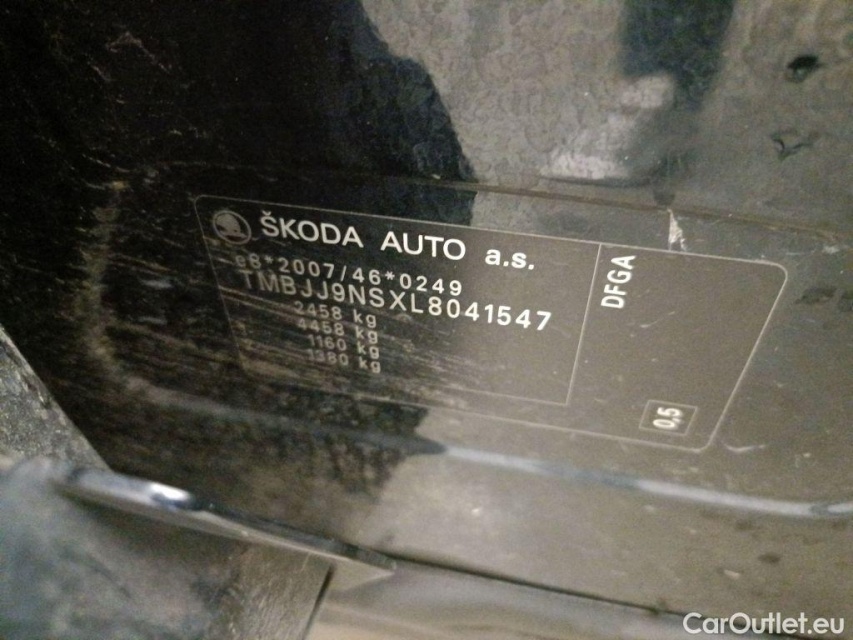 ŠKODA AUTO a.s.
e8*2007/46*0249
TMBJJ9NSXL8041547
2458 kg
4458 kg
1160 kg
1380 kg
DFGA
0,5
CarOutlet.eu